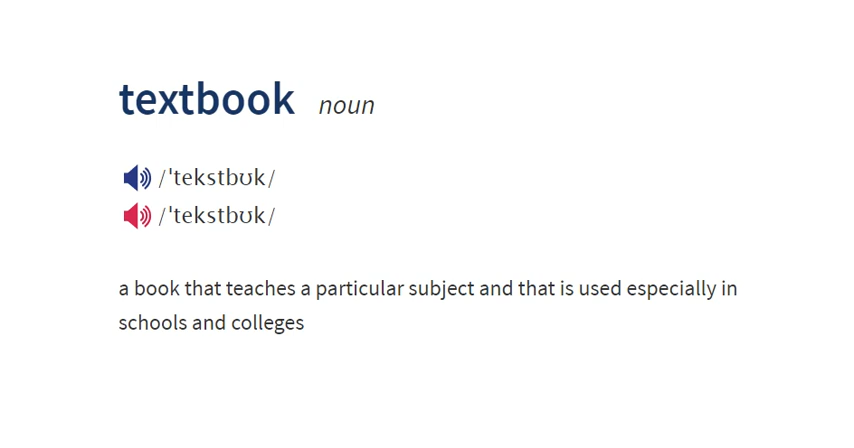 textbook noun
/ˈtekstbʊk/
/ˈtekstbʊk/
a book that teaches a particular subject and that is used especially in
schools and colleges